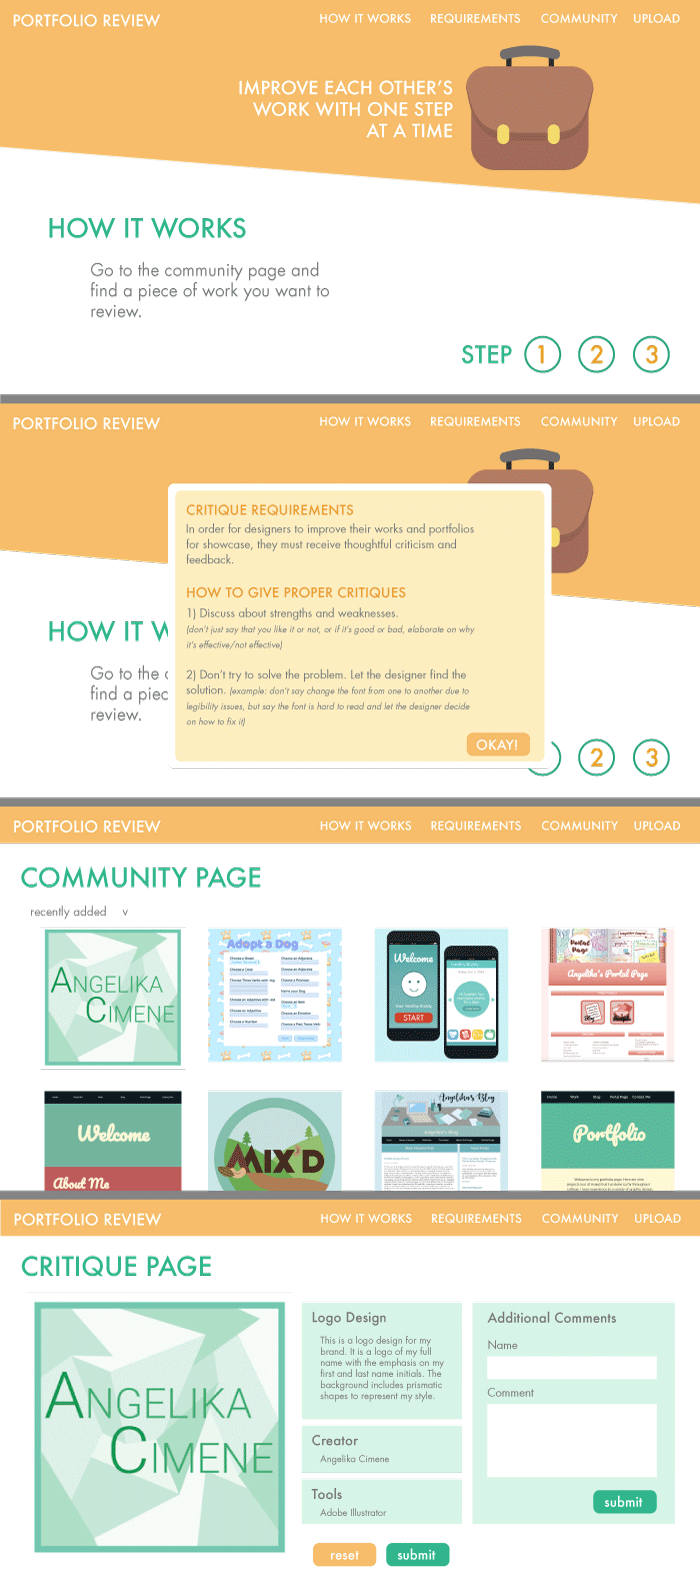 PORTFOLIO REVIEW
HOW IT WORKS REQUIREMENTS COMMUNITY UPLOAD
IMPROVE EACH OTHER'S
WORK WITH ONE STEP
AT A TIME
HOW IT WORKS
Go to the community page and
find a piece of work you want to
review.
STEP 1 2 3
PORTFOLIO REVIEW
HOW IT WORKS REQUIREMENTS COMMUNITY UPLOAD
CRITIQUE REQUIREMENTS
In order for designers to improve their works and portfolios
for showcase, they must receive thoughtful criticism and
feedback.
HOW TO GIVE PROPER CRITIQUES
1) Discuss about strengths and weaknesses.
(don't just say that you like it or not, or if it's good or bad, elaborate on why
it's effective/not effective)
2) Don't try to solve the problem. Let the designer find the
solution. (example: don't say change the font from one to another due to
legibility issues, but say the font is hard to read and let the designer decide
on how to fix it)
OKAY!
HOW IT W
Go to the c
find a piec
review.
2 3
PORTFOLIO REVIEW
HOW IT WORKS REQUIREMENTS COMMUNITY UPLOAD
COMMUNITY PAGE
recently added v
ANGELIKA
CIMENE
Adopt a Dog
Welcome
START
Portal
Page
Angelika's Portal Page
Welcome
About Me
MIX'D
Angelika's Blog
Angelika's Blog
Portfolio
PORTFOLIO REVIEW
HOW IT WORKS REQUIREMENTS COMMUNITY UPLOAD
CRITIQUE PAGE
ANGELIKA
CIMENE
Logo Design
This is a logo design for my
brand. It is a logo of my full
name with the emphasis on my
first and last name initials. The
background includes prismatic
shapes to represent my style.
Creator
Angelika Cimene
Tools
Adobe Illustrator
reset submit
Additional Comments
Name
Comment
submit